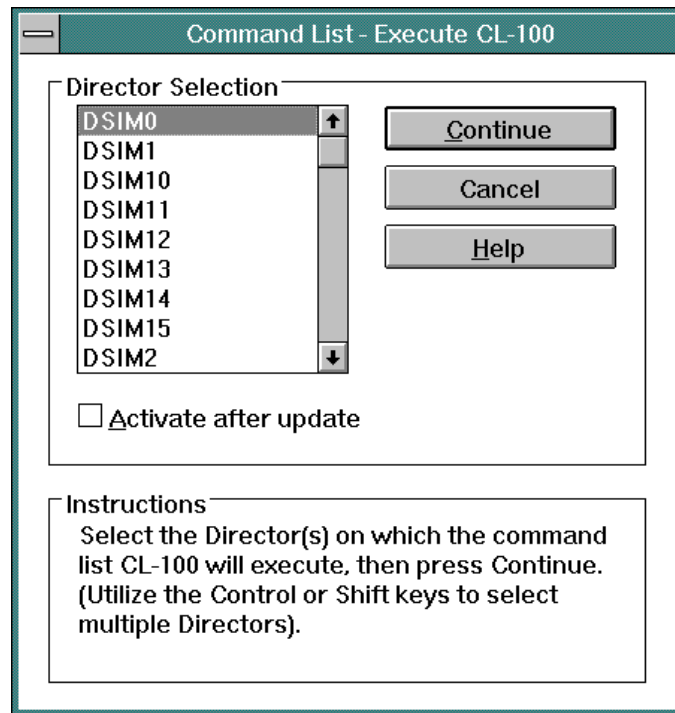 Command List - Execute CL-100
Director Selection
DSIM0
DSIM1
DSIM10
DSIM11
DSIM12
DSIM13
DSIM14
DSIM15
DSIM2
Continue
Cancel
Help
Activate after update
Instructions
Select the Director(s) on which the command
list CL-100 will execute, then press Continue.
(Utilize the Control or Shift keys to select
multiple Directors).